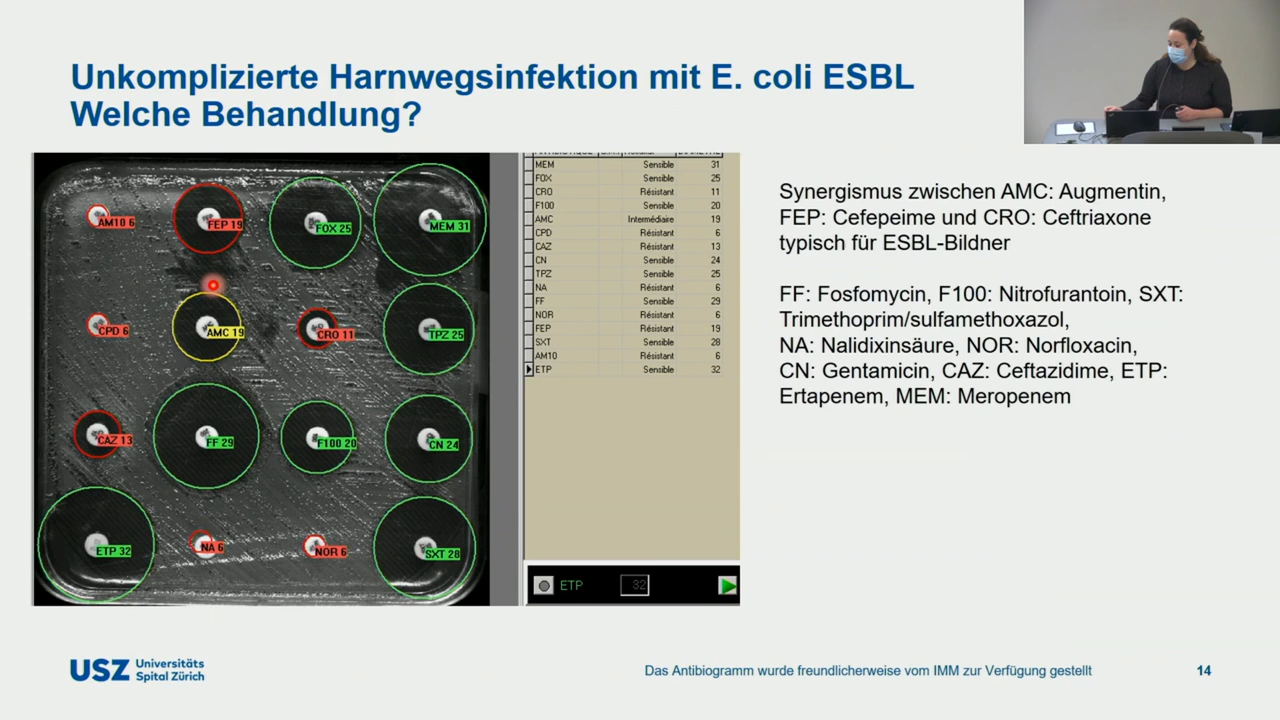 Unkomplizierte Harnwegsinfektion mit E. coli ESBL
Welche Behandlung?
AM10 6
FEP 19
FOX 25
MEM 31
CPD 6
AMC 19
CRO 11
TPZ 25
CAZ 13
FF 29
F100 20
CN 24
ETP 32
NA 6
NOR 6
SXT 28
MEM Sensible 31
FOX Sensible 25
CRO Résistant 11
F100 Sensible 20
AMC Intermédiaire 19
CPD Résistant 6
CAZ Résistant 13
CN Sensible 24
TPZ Sensible 25
NA Résistant 6
FF Sensible 29
NOR Résistant 6
FEP Résistant 19
SXT Sensible 28
AM10 Résistant 6
ETP Sensible 32
ETP 32
Synergismus zwischen AMC: Augmentin,
FEP: Cefepeime und CRO: Ceftriaxone
typisch für ESBL-Bildner
FF: Fosfomycin, F100: Nitrofurantoin, SXT:
Trimethoprim/sulfamethoxazol,
NA: Nalidixinsäure, NOR: Norfloxacin,
CN: Gentamicin, CAZ: Ceftazidime, ETP:
Ertapenem, MEM: Meropenem
USZ Universitäts
Spital Zürich
Das Antibiogramm wurde freundlicherweise vom IMM zur Verfügung gestellt
14